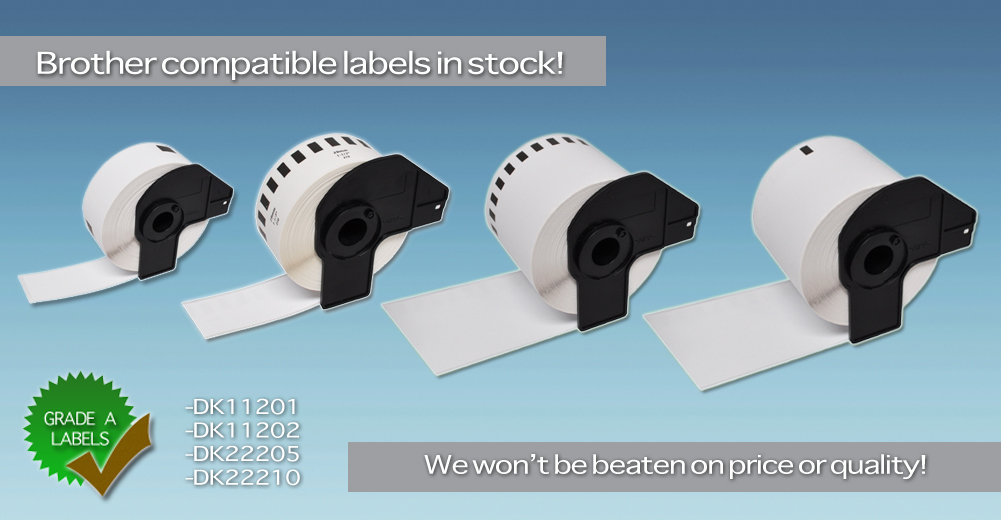 Brother compatible labels in stock!
GRADE A
LABELS
-DK11201
-DK11202
-DK22205
-DK22210
We won't be beaten on price or quality!